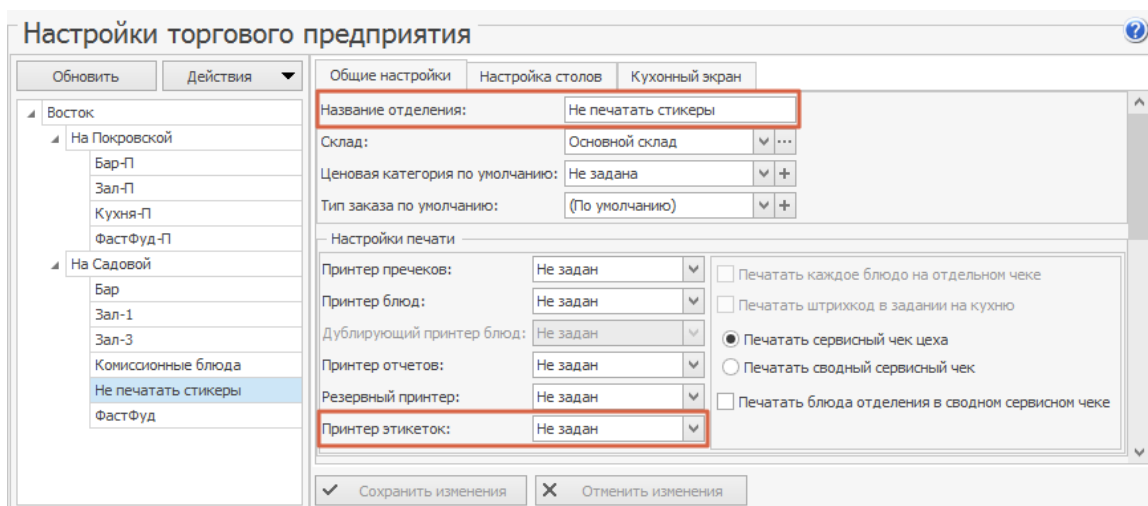 Настройки торгового предприятия
Обновить
Действия
Восток
На Покровской
Бар-П
Зал-П
Кухня-П
ФастФуд-П
На Садовой
Бар
Зал-1
Зал-3
Комиссионные блюда
Не печатать стикеры
ФастФуд
Общие настройки
Настройка столов
Кухонный экран
Название отделения: Не печатать стикеры
Склад: Основной склад
Ценовая категория по умолчанию: Не задана
Тип заказа по умолчанию: (По умолчанию)
Настройки печати
Принтер пречеков: Не задан
Принтер блюд: Не задан
Дублирующий принтер блюд: Не задан
Принтер отчетов: Не задан
Резервный принтер: Не задан
Принтер этикеток: Не задан
Печатать каждое блюдо на отдельном чеке
Печатать штрихкод в задании на кухню
Печатать сервисный чек цеха
Печатать сводный сервисный чек
Печатать блюда отделения в сводном сервисном чеке
Сохранить изменения
Отменить изменения